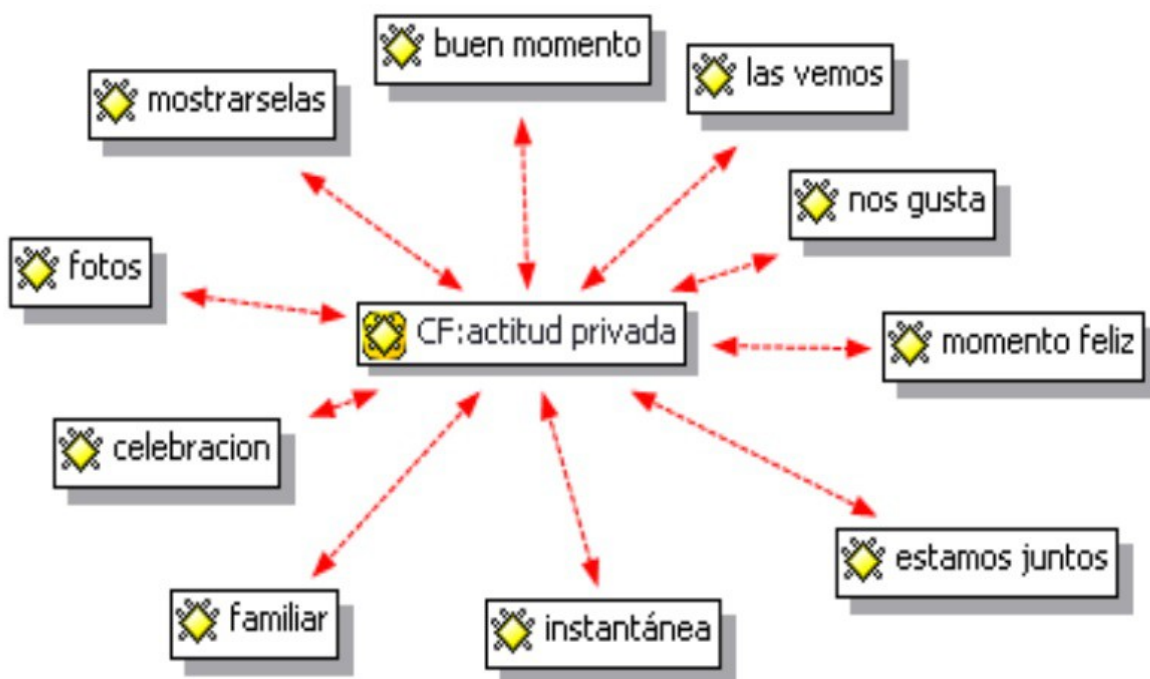 buen momento
las vemos
mostrarselas
nos gusta
fotos
CF:actitud privada
momento feliz
celebracion
estamos juntos
familiar
instantánea